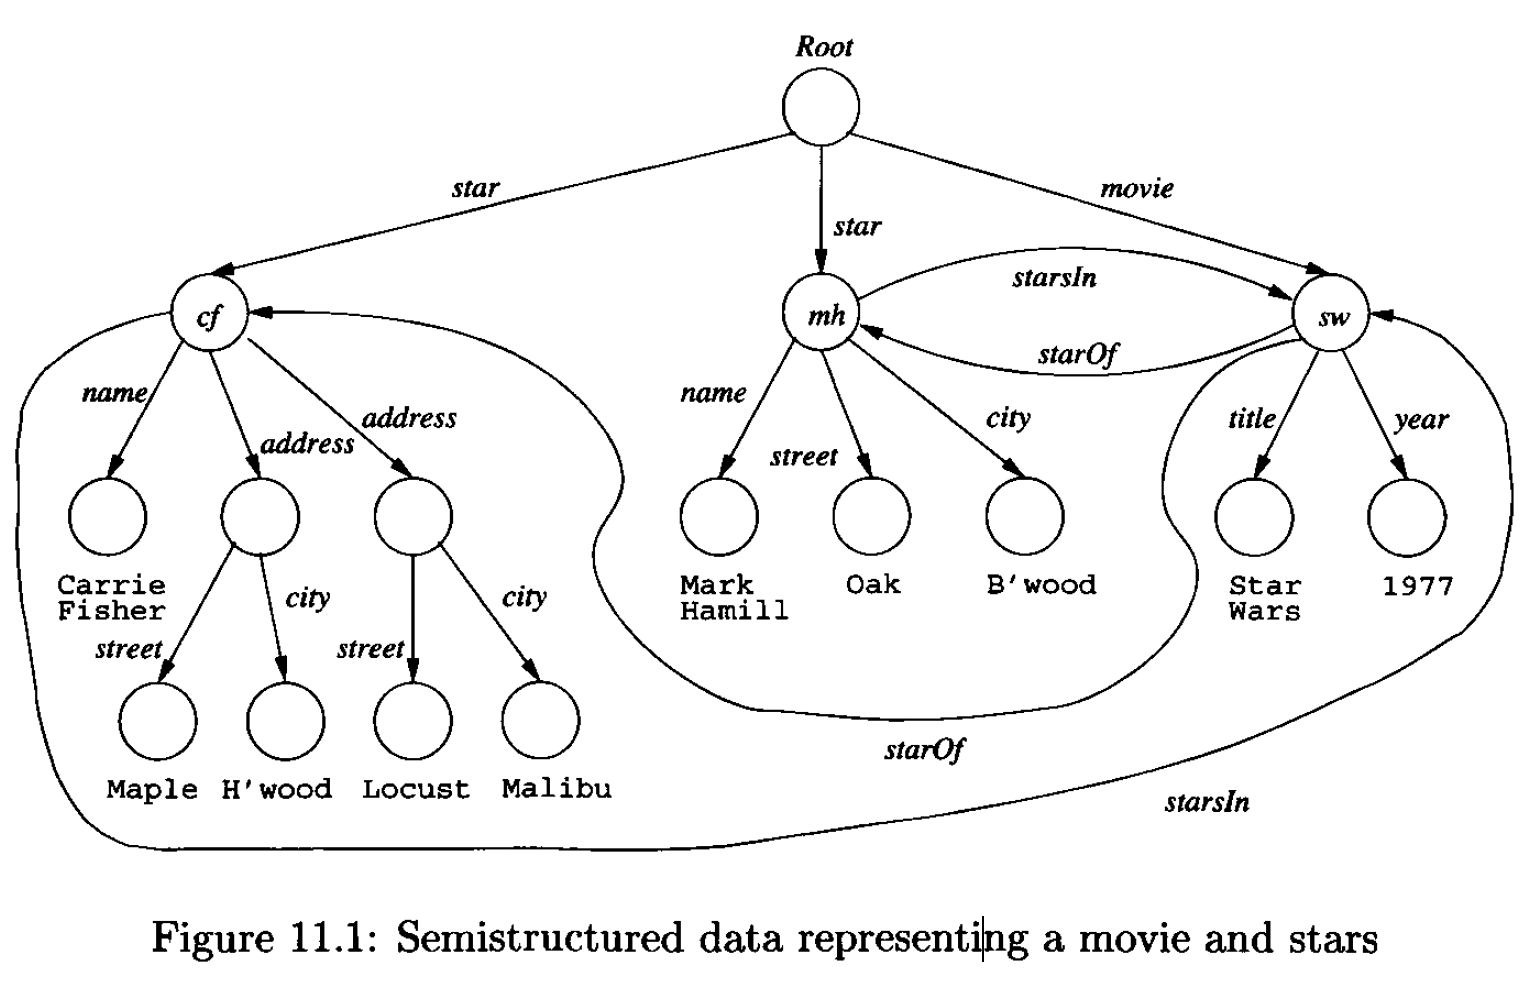 Root
star
star
movie
cf
mh
sw
starsIn
starOf
name
address
address
name
street
city
title
year
Carrie
Fisher
city
city
street
street
Mark
Hamill
Oak
B'wood
Star
Wars
1977
Maple
H'wood
Locust
Malibu
starOf
starsIn
Figure 11.1: Semistructured data representing a movie and stars